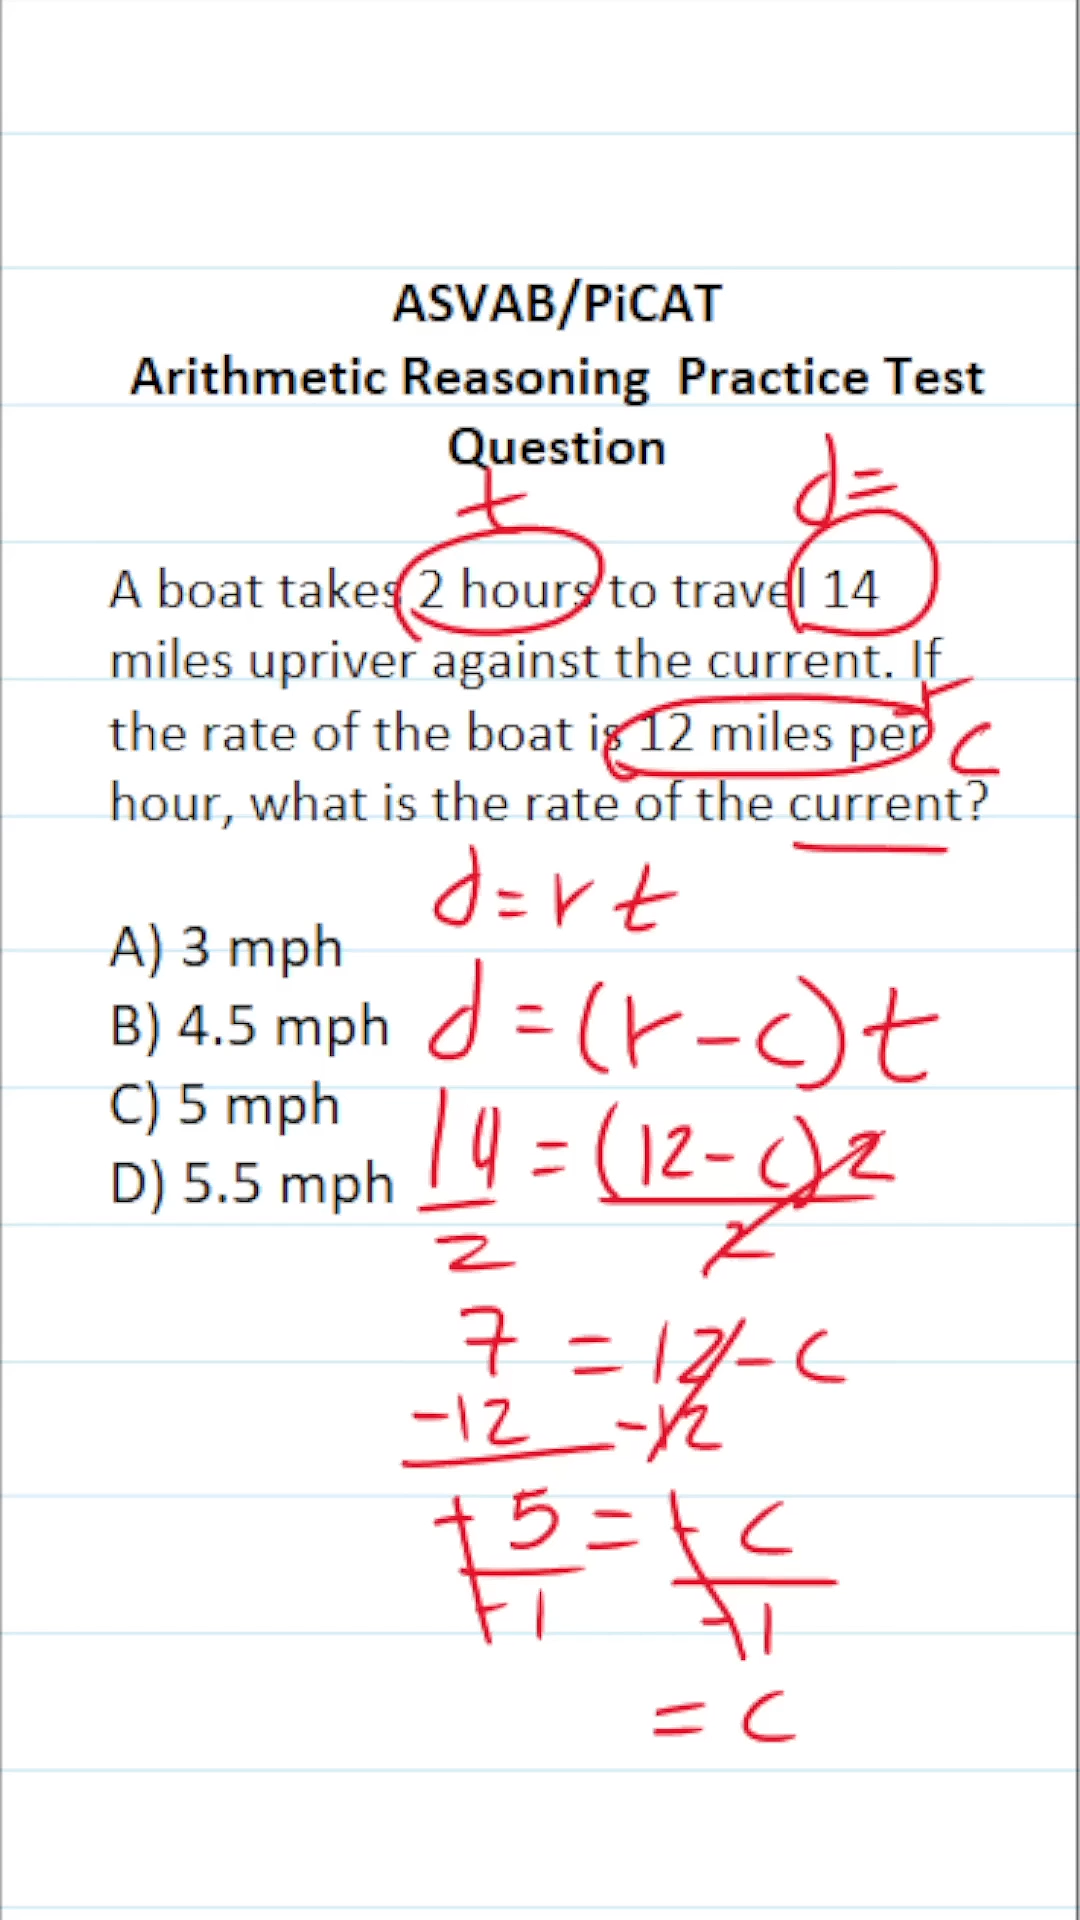 ASVAB/PiCAT
Arithmetic Reasoning Practice Test
Question
t d=
A boat takes 2 hours to travel 14
miles upriver against the current. If
r
the rate of the boat is 12 miles per
c
hour, what is the rate of the current?
d=rt
A) 3 mph
d=(r-c)t
B) 4.5 mph
C) 5 mph
14=(12-c)2
D) 5.5 mph
2 2
7 = 12-c
-12 -12
-5=-c
-1 -1
= c